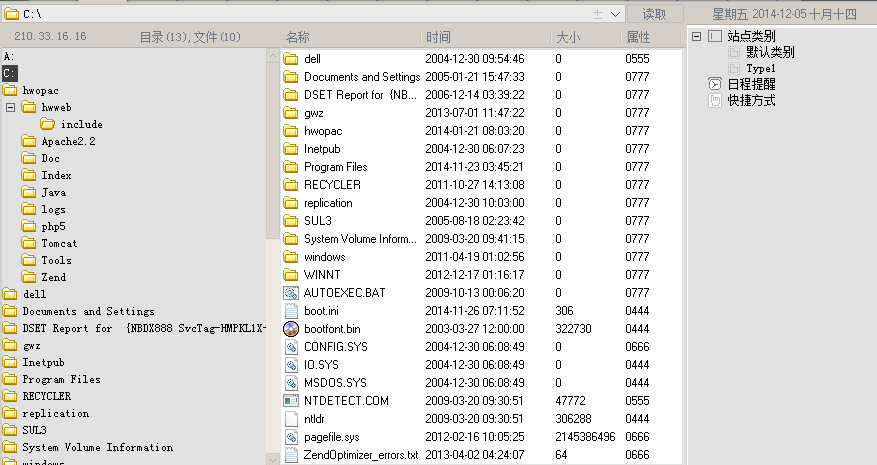 C:\ 读取 星期五 2014-12-05 十月十四
210.33.16.16 目录(13),文件(10) 名称 时间 大小 属性
A:
C:
hwopac
hwweb
include
Apache2.2
Doc
Index
Java
logs
php5
Tomcat
Tools
Zend
dell
Documents and Settings
DSET Report for {NBDX888 SvcTag-HMPKL1X-
gwz
Inetpub
Program Files
RECYCLER
replication
SUL3
System Volume Information
windows
dell 2004-12-30 09:54:46 0 0555
Documents and Settings 2005-01-21 15:47:33 0 0777
DSET Report for {NB... 2006-12-14 03:39:22 0 0777
gwz 2013-07-01 11:47:22 0 0777
hwopac 2014-01-21 08:03:20 0 0777
Inetpub 2004-12-30 06:07:23 0 0777
Program Files 2014-11-23 03:45:21 0 0777
RECYCLER 2011-10-27 14:13:08 0 0777
replication 2004-12-30 10:03:00 0 0777
SUL3 2005-08-18 02:23:42 0 0777
System Volume Inform... 2009-03-20 09:41:15 0 0777
windows 2011-04-19 01:02:56 0 0777
WINNT 2012-12-17 01:16:17 0 0777
AUTOEXEC.BAT 2009-10-13 00:06:20 0 0777
boot.ini 2014-11-26 07:11:52 306 0444
bootfont.bin 2003-03-27 12:00:00 322730 0444
CONFIG.SYS 2004-12-30 06:08:49 0 0666
IO.SYS 2004-12-30 06:08:49 0 0444
MSDOS.SYS 2004-12-30 06:08:49 0 0444
NTDETECT.COM 2009-03-20 09:30:51 47772 0555
ntldr 2009-03-20 09:30:51 306288 0444
pagefile.sys 2012-02-16 10:05:25 2145386496 0666
ZendOptimizer_errors.txt 2013-04-02 04:24:07 64 0666
站点类别
默认类别
Type1
日程提醒
快捷方式